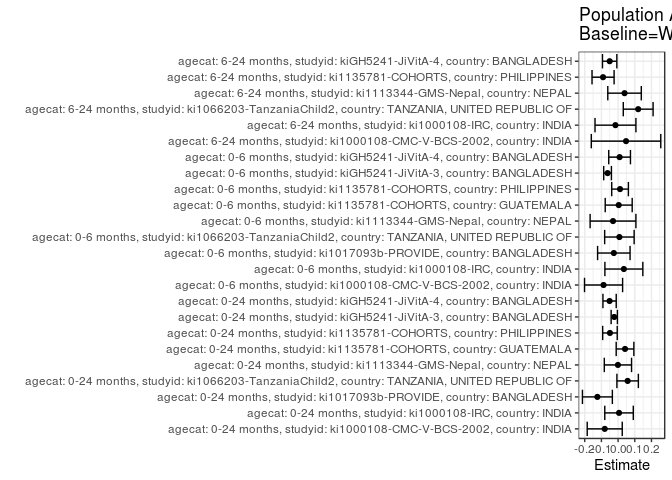 Population A
Baseline=W
agecat: 6-24 months, studyid: kiGH5241-JiVitA-4, country: BANGLADESH
agecat: 6-24 months, studyid: ki1135781-COHORTS, country: PHILIPPINES
agecat: 6-24 months, studyid: ki1113344-GMS-Nepal, country: NEPAL
agecat: 6-24 months, studyid: ki1066203-TanzaniaChild2, country: TANZANIA, UNITED REPUBLIC OF
agecat: 6-24 months, studyid: ki1000108-IRC, country: INDIA
agecat: 6-24 months, studyid: ki1000108-CMC-V-BCS-2002, country: INDIA
agecat: 0-6 months, studyid: kiGH5241-JiVitA-4, country: BANGLADESH
agecat: 0-6 months, studyid: kiGH5241-JiVitA-3, country: BANGLADESH
agecat: 0-6 months, studyid: ki1135781-COHORTS, country: PHILIPPINES
agecat: 0-6 months, studyid: ki1135781-COHORTS, country: GUATEMALA
agecat: 0-6 months, studyid: ki1113344-GMS-Nepal, country: NEPAL
agecat: 0-6 months, studyid: ki1066203-TanzaniaChild2, country: TANZANIA, UNITED REPUBLIC OF
agecat: 0-6 months, studyid: ki1017093b-PROVIDE, country: BANGLADESH
agecat: 0-6 months, studyid: ki1000108-IRC, country: INDIA
agecat: 0-6 months, studyid: ki1000108-CMC-V-BCS-2002, country: INDIA
agecat: 0-24 months, studyid: kiGH5241-JiVitA-4, country: BANGLADESH
agecat: 0-24 months, studyid: kiGH5241-JiVitA-3, country: BANGLADESH
agecat: 0-24 months, studyid: ki1135781-COHORTS, country: PHILIPPINES
agecat: 0-24 months, studyid: ki1135781-COHORTS, country: GUATEMALA
agecat: 0-24 months, studyid: ki1113344-GMS-Nepal, country: NEPAL
agecat: 0-24 months, studyid: ki1066203-TanzaniaChild2, country: TANZANIA, UNITED REPUBLIC OF
agecat: 0-24 months, studyid: ki1017093b-PROVIDE, country: BANGLADESH
agecat: 0-24 months, studyid: ki1000108-IRC, country: INDIA
agecat: 0-24 months, studyid: ki1000108-CMC-V-BCS-2002, country: INDIA
-0.20.10.00.10.2
Estimate